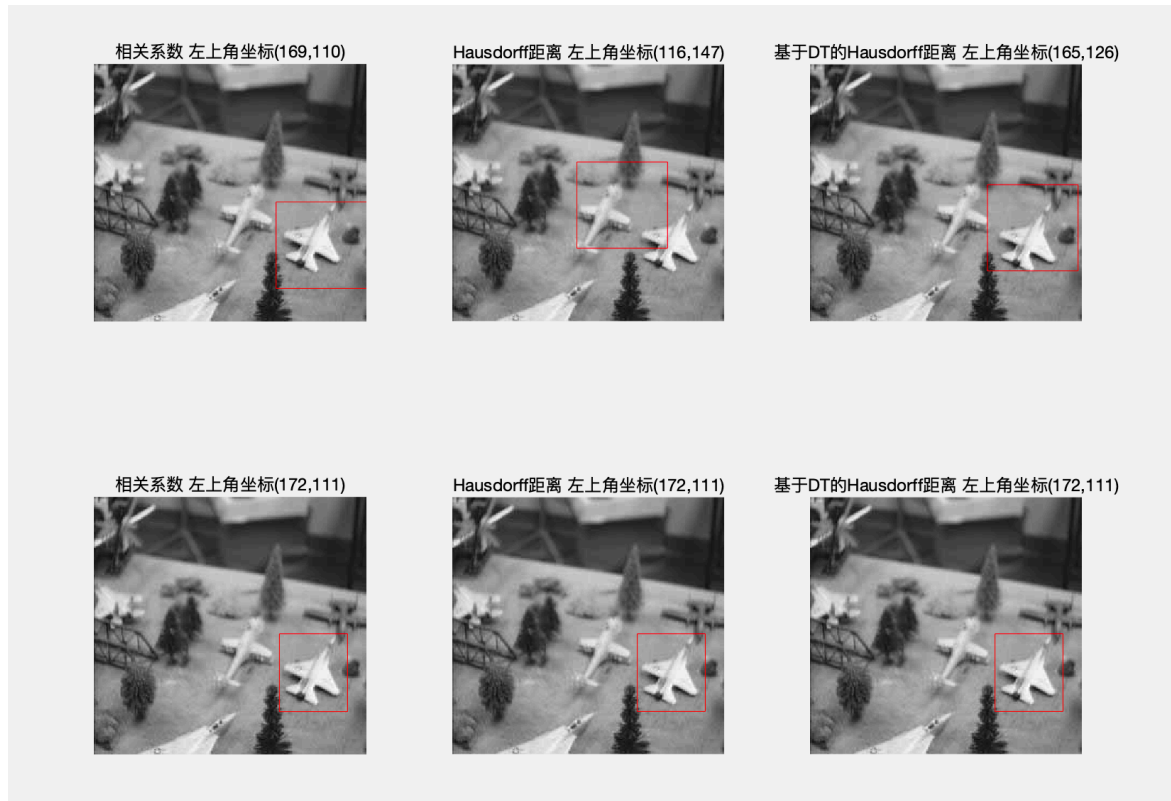 相关系数 左上角坐标(169,110)
Hausdorff距离 左上角坐标(116,147)
基于DT的Hausdorff距离 左上角坐标(165,126)
相关系数 左上角坐标(172,111)
Hausdorff距离 左上角坐标(172,111)
基于DT的Hausdorff距离 左上角坐标(172,111)